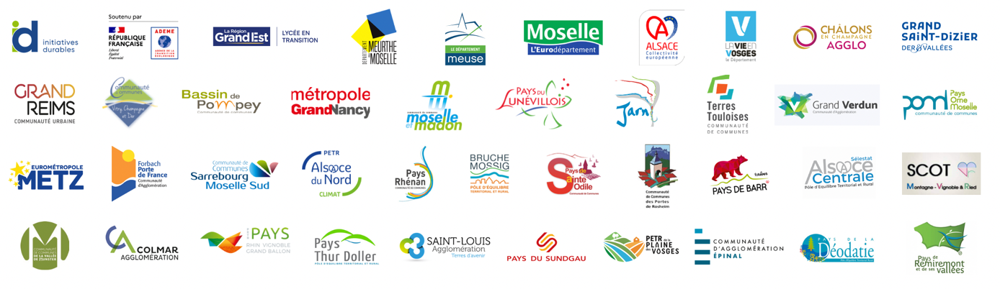 id initiatives
durables
Soutenu par
RÉPUBLIQUE
FRANÇAISE
Liberté
Égalité
Fraternité
ADEME
AGENCE DE LA
TRANSITION
ÉCOLOGIQUE
La Région
GrandEst
LYCÉE EN
TRANSITION
DÉPARTEMENT
MEURTHE
& MOSELLE
LE DÉPARTEMENT
meuse
Moselle
L'Eurodépartement
ALSACE
Collectivité
européenne
LA VIE EN
VOSGES
le Département
CHÂLONS
EN CHAMPAGNE
AGGLO
GRAND
SAiNT-DiZiER
DER & VALLÉES
GRAND
REIMS
COMMUNAUTÉ URBAINE
Communauté
de communes
Vitry, Champagne
et Der
Bassin de
Pompey
Communauté de communes
métropole
GrandNancy
mm
COMMUNAUTÉ DE COMMUNES
moselle
et madon
PAYS DU
LUNÉVILLOIS
Jarny
Terres
Touloises
COMMUNAUTÉ
DE COMMUNES
Grand Verdun
Communauté d'Agglomération
poml
Pays
Orne
Moselle
communauté de communes
EUROMÉTROPOLE
METZ
Forbach
Porte
de France
Communauté
d'Agglomération
Communauté de
Communes
Sarrebourg
Moselle Sud
PETR
Alsace
du Nord
CLIMAT
Pays
Rhénan
COMMUNAUTÉ DE COMMUNES
BRUCHE
MOSSIG
PÔLE D'EQUILIBRE
TERRITORIAL ET RURAL
Pays de
Sainte
Odile
Communauté de Communes
Communauté
de Communes
des Portes
de Rosheim
PAYS DE BARR
Sélestat
Alsace
Centrale
Pôle d'Equilibre Territorial et Rural
SCOT
Montagne - Vignoble & Ried
COMMUNAUTÉ
DE COMMUNES
DE LA VALLÉE
DE MUNSTER
CA COLMAR
AGGLOMÉRATION
PAYS
RHIN VIGNOBLE
GRAND BALLON
Pays
Thur Doller
PÔLE D'EQUILIBRE TERRITORIAL ET RURAL
SAINT-LOUIS
Agglomération
Terres d'avenir
PAYS DU SUNDGAU
PETR de la
PLAINE
des VOSGES
COMMUNAUTÉ
D'AGGLOMÉRATION
ÉPINAL
PAYS DE LA
Déodatie
Pays de
Remiremont
et de ses vallées